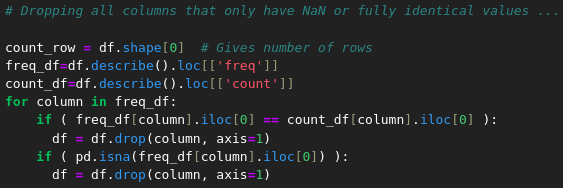 # Dropping all columns that only have NaN or fully identical values ...
count_row = df.shape[0]  # Gives number of rows
freq_df=df.describe().loc[['freq']]
count_df=df.describe().loc[['count']]
for column in freq_df:
    if ( freq_df[column].iloc[0] == count_df[column].iloc[0] ):
      df = df.drop(column, axis=1)
    if ( pd.isna(freq_df[column].iloc[0]) ):
      df = df.drop(column, axis=1)